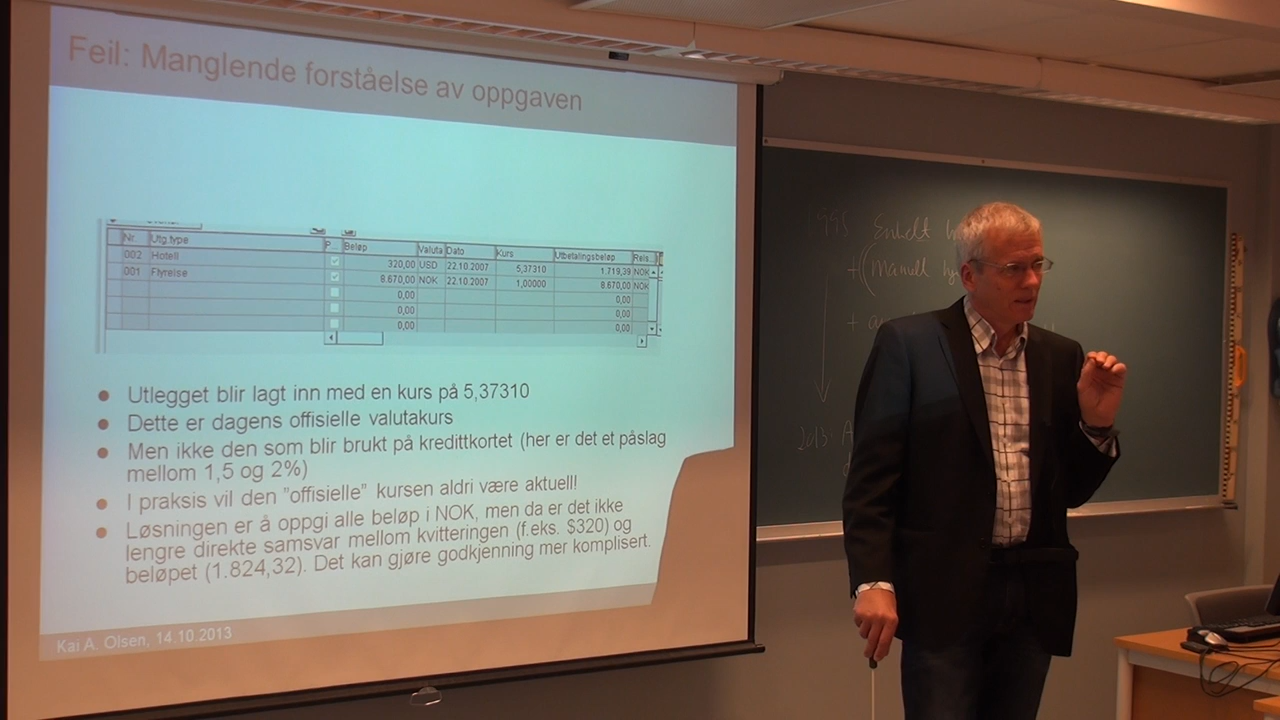 Feil: Manglende forståelse av oppgaven
Nr. Utg.type P... Beløp Valuta Dato Kurs Utbetalingsbeløp Reis..
002 Hotell 320,00 USD 22.10.2007 5,37310 1.719,39 NOK
001 Flyreise 8.670,00 NOK 22.10.2007 1,00000 8.670,00 NOK
0,00 0,00
0,00 0,00
0,00 0,00
● Utlegget blir lagt inn med en kurs på 5,37310
● Dette er dagens offisielle valutakurs
● Men ikke den som blir brukt på kredittkortet (her er det et påslag
mellom 1,5 og 2%)
● I praksis vil den ”offisielle” kursen aldri være aktuell!
● Løsningen er å oppgi alle beløp i NOK, men da er det ikke
lengre direkte samsvar mellom kvitteringen (f.eks. $320) og
beløpet (1.824,32). Det kan gjøre godkjenning mer komplisert.
Kai A. Olsen, 14.10.2013
1995 Enkelt
+ (Manuell
+
2013 A